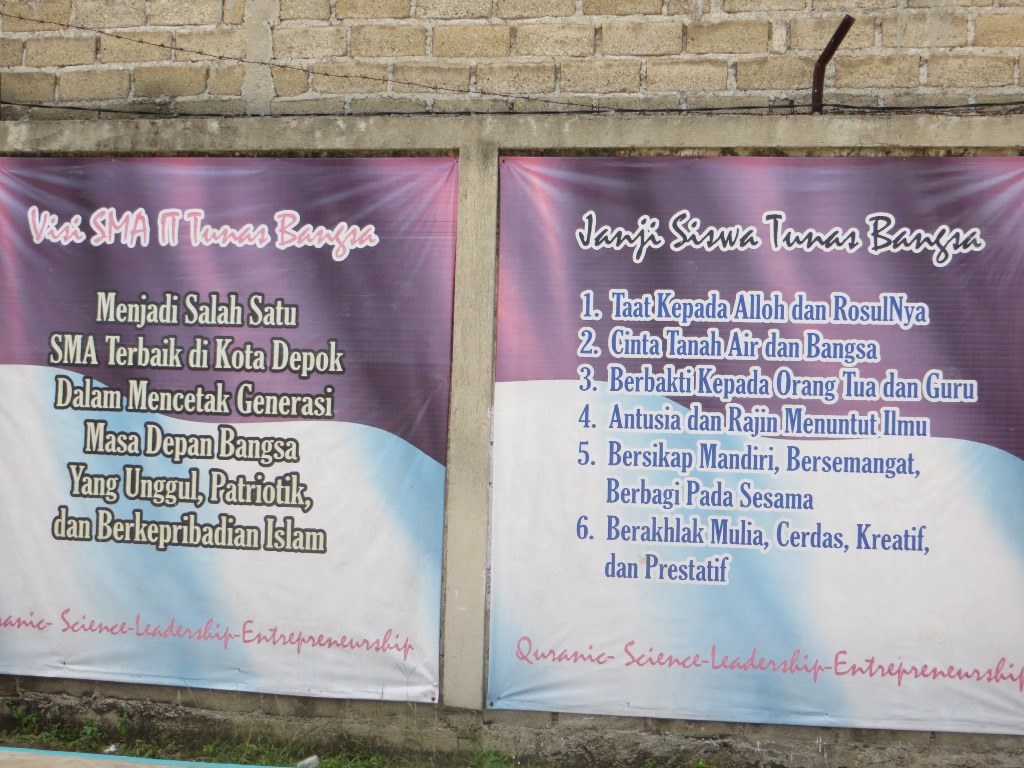 Visi SMA IT Tunas Bangsa
Menjadi Salah Satu
SMA Terbaik di Kota Depok
Dalam Mencetak Generasi
Masa Depan Bangsa
Yang Unggul, Patriotik,
dan Berkepribadian Islam
Science-Leadership-Entrepreneurship
Janji Siswa Tunas Bangsa
1. Taat Kepada Alloh dan RosulNya
2. Cinta Tanah Air dan Bangsa
3. Berbakti Kepada Orang Tua dan Guru
4. Antusia dan Rajin Menuntut Ilmu
5. Bersikap Mandiri, Bersemangat,
Berbagi Pada Sesama
6. Berakhlak Mulia, Cerdas, Kreatif,
dan Prestatif
Quranic- Science-Leadership-Entrepreneurship